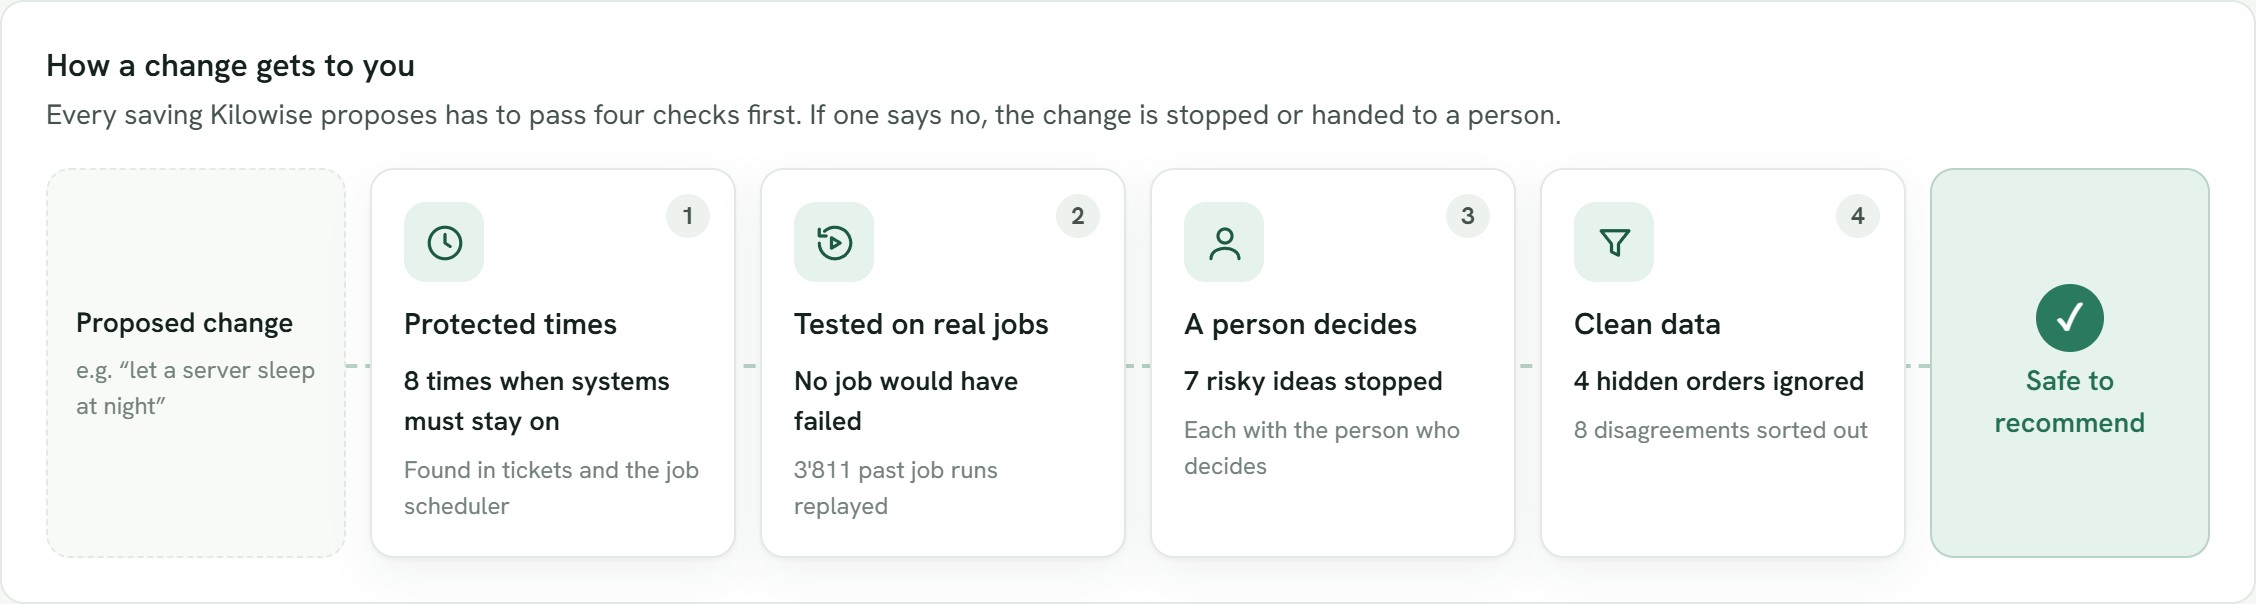 How a change gets to you
Every saving Kilowise proposes has to pass four checks first. If one says no, the change is stopped or handed to a person.
Proposed change
e.g. “let a server sleep
at night”
1
Protected times
8 times when systems
must stay on
Found in tickets and the job
scheduler
2
Tested on real jobs
No job would have
failed
3'811 past job runs
replayed
3
A person decides
7 risky ideas stopped
Each with the person who
decides
4
Clean data
4 hidden orders ignored
8 disagreements sorted out
Safe to
recommend